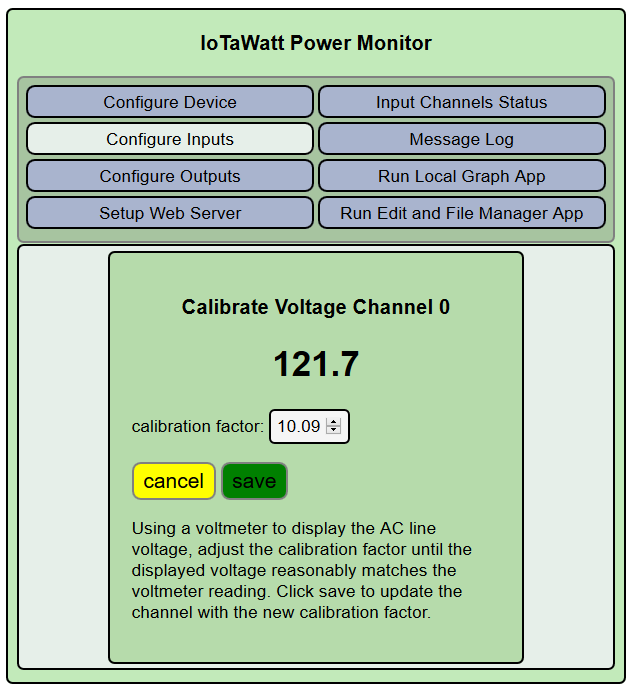 IoTaWatt Power Monitor
Configure Device
Input Channels Status
Configure Inputs
Message Log
Configure Outputs
Run Local Graph App
Setup Web Server
Run Edit and File Manager App
Calibrate Voltage Channel 0
121.7
calibration factor: 10.09
cancel save
Using a voltmeter to display the AC line
voltage, adjust the calibration factor until the
displayed voltage reasonably matches the
voltmeter reading. Click save to update the
channel with the new calibration factor.